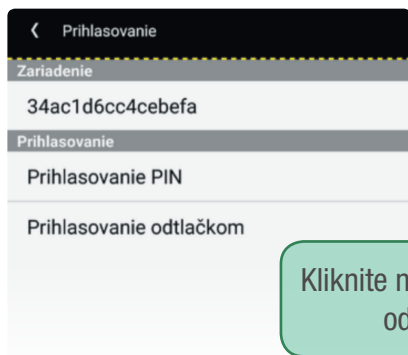 Prihlasovanie
Zariadenie
34ac1d6cc4cebefa
Prihlasovanie
Prihlasovanie PIN
Prihlasovanie odtlačkom
Kliknite